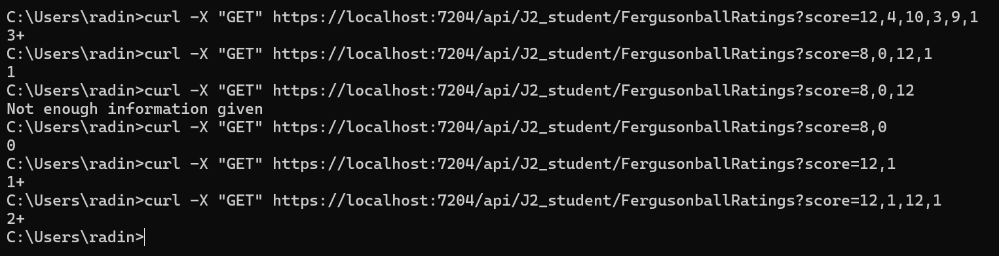 C:\Users\radin>curl -X "GET" https://localhost:7204/api/J2_student/FergusonballRatings?score=12,4,10,3,9,1
3+
C:\Users\radin>curl -X "GET" https://localhost:7204/api/J2_student/FergusonballRatings?score=8,0,12,1
1
C:\Users\radin>curl -X "GET" https://localhost:7204/api/J2_student/FergusonballRatings?score=8,0,12
Not enough information given
C:\Users\radin>curl -X "GET" https://localhost:7204/api/J2_student/FergusonballRatings?score=8,0
0
C:\Users\radin>curl -X "GET" https://localhost:7204/api/J2_student/FergusonballRatings?score=12,1
1+
C:\Users\radin>curl -X "GET" https://localhost:7204/api/J2_student/FergusonballRatings?score=12,1,12,1
2+
C:\Users\radin>